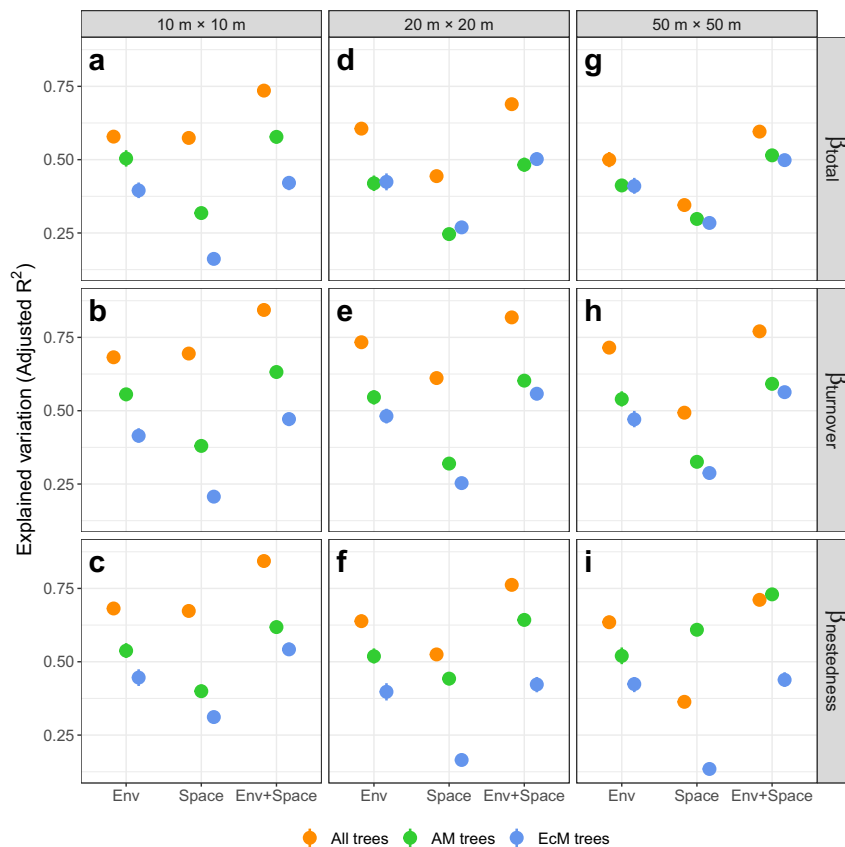 10 m × 10 m 20 m × 20 m 50 m × 50 m
a d g
0.75
0.50
0.25
βtotal
b e h
0.75
0.50
0.25
βturnover
c f i
0.75
0.50
0.25
βnestedness
Explained variation (Adjusted R²)
Env Space Env+Space Env Space Env+Space Env Space Env+Space
All trees AM trees EcM trees